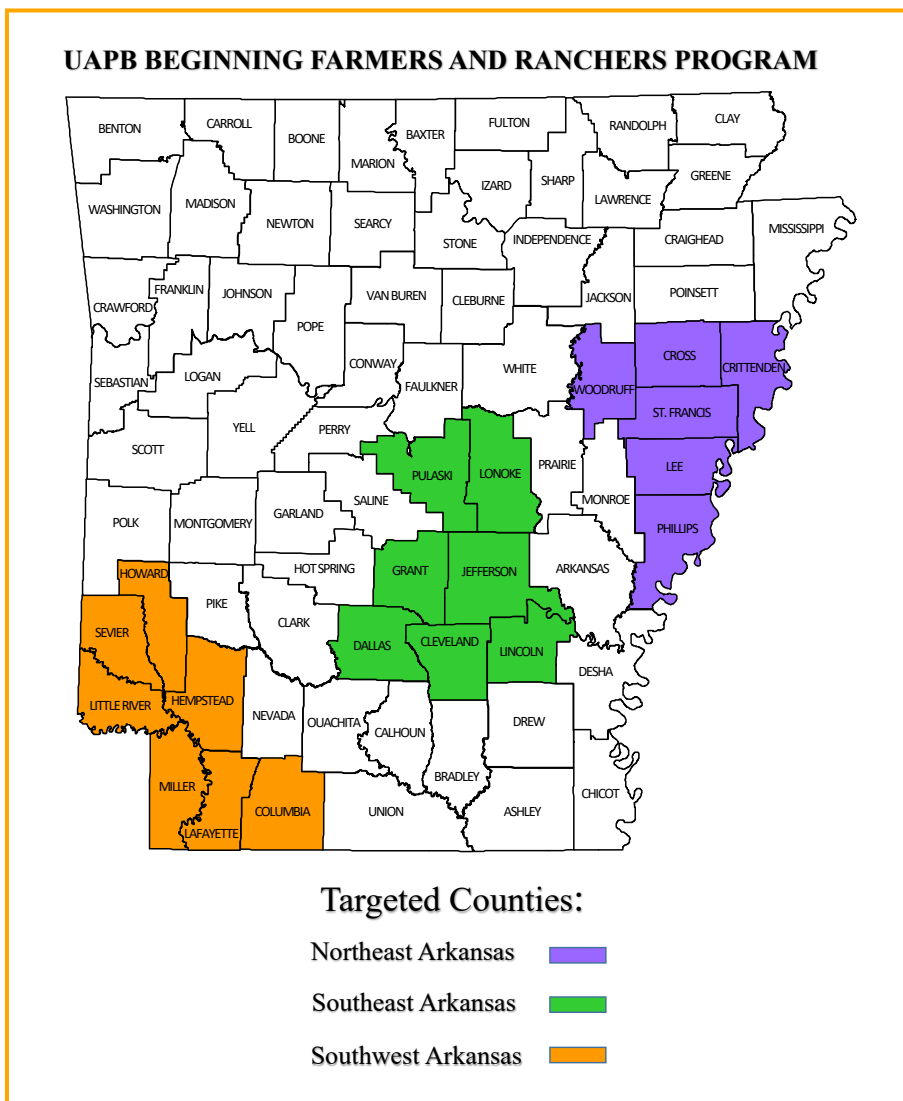 UAPB BEGINNING FARMERS AND RANCHERS PROGRAM
BENTON
CARROLL
BOONE
MARION
BAXTER
FULTON
RANDOLPH
CLAY
WASHINGTON
MADISON
NEWTON
SEARCY
IZARD
SHARP
LAWRENCE
GREENE
STONE
INDEPENDENCE
CRAIGHEAD
MISSISSIPPI
CRAWFORD
FRANKLIN
JOHNSON
POPE
VAN BUREN
CLEBURNE
JACKSON
POINSETT
SEBASTIAN
LOGAN
CONWAY
FAULKNER
WHITE
WOODRUFF
CROSS
CRITTENDEN
SCOTT
YELL
PERRY
ST. FRANCIS
PULASKI
LONOKE
PRAIRIE
MONROE
LEE
POLK
MONTGOMERY
GARLAND
SALINE
PHILLIPS
HOWARD
PIKE
HOT SPRING
GRANT
JEFFERSON
ARKANSAS
SEVIER
CLARK
DALLAS
CLEVELAND
LINCOLN
DESHA
LITTLE RIVER
HEMPSTEAD
NEVADA
OUACHITA
CALHOUN
DREW
MILLER
LAFAYETTE
COLUMBIA
UNION
BRADLEY
ASHLEY
CHICOT
Targeted Counties:
Northeast Arkansas
Southeast Arkansas
Southwest Arkansas